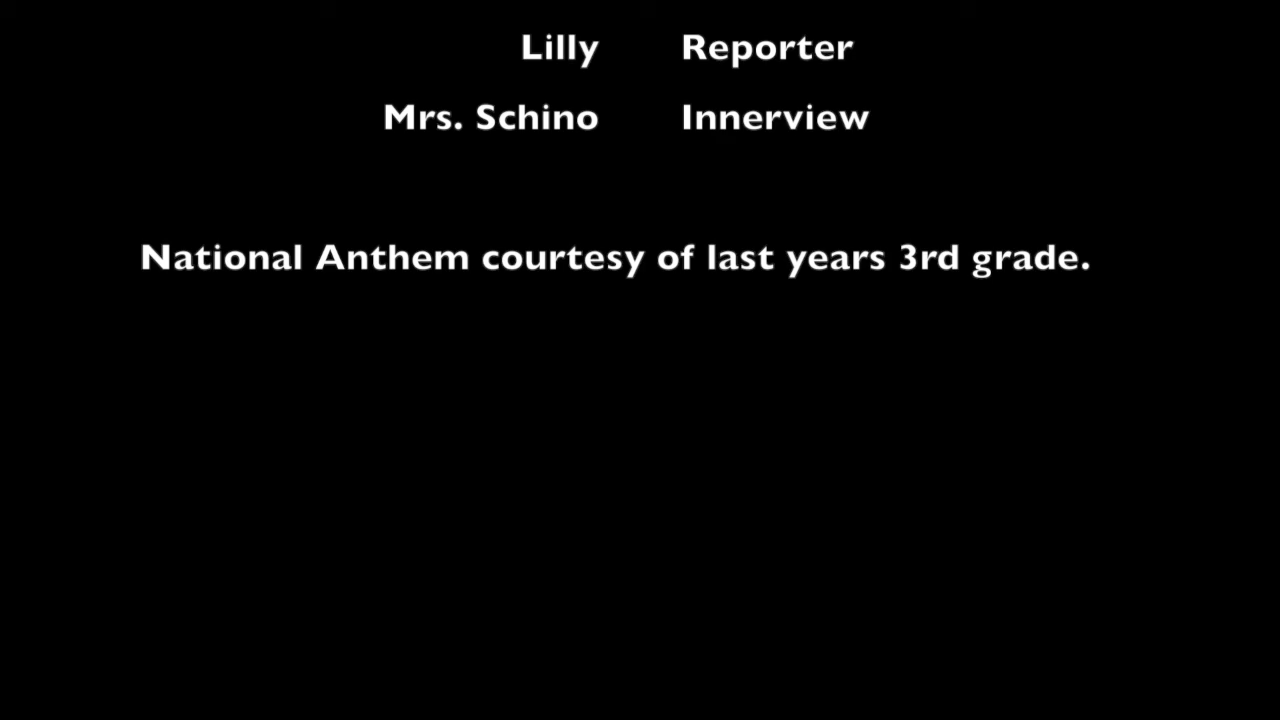 Lilly Reporter
Mrs. Schino Innerview
National Anthem courtesy of last years 3rd grade.